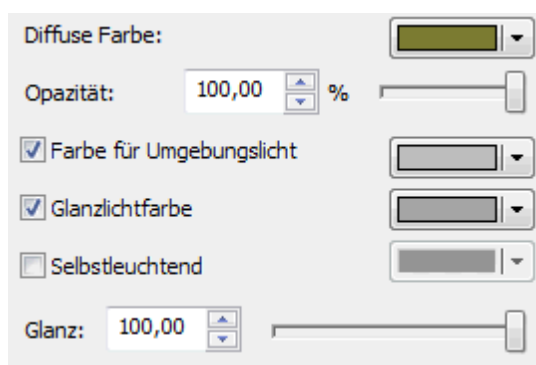 Diffuse Farbe:
Opazität: 100,00 %
Farbe für Umgebungslicht
Glanzlichtfarbe
Selbstleuchtend
Glanz: 100,00